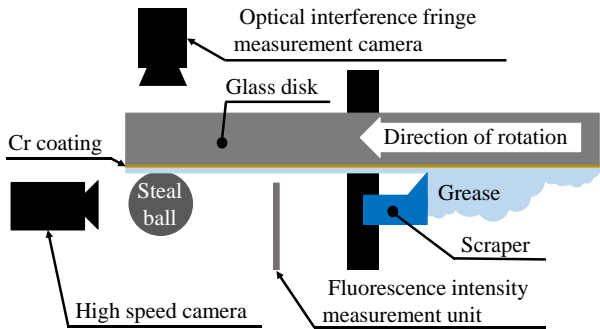 Optical interference fringe
measurement camera
Glass disk
Cr coating
Direction of rotation
Steal
ball
Grease
Scraper
High speed camera
Fluorescence intensity
measurement unit